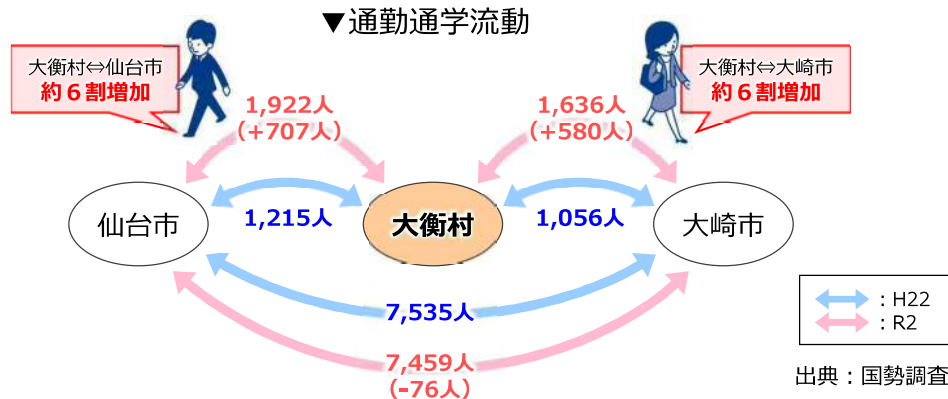 ▼通勤通学流動
大衡村⇔仙台市
約６割増加
大衡村⇔大崎市
約６割増加
1,922人
（+707人）
1,636人
（+580人）
仙台市
1,215人
大衡村
1,056人
大崎市
7,535人
7,459人
（-76人）
：H22
：R2
出典：国勢調査